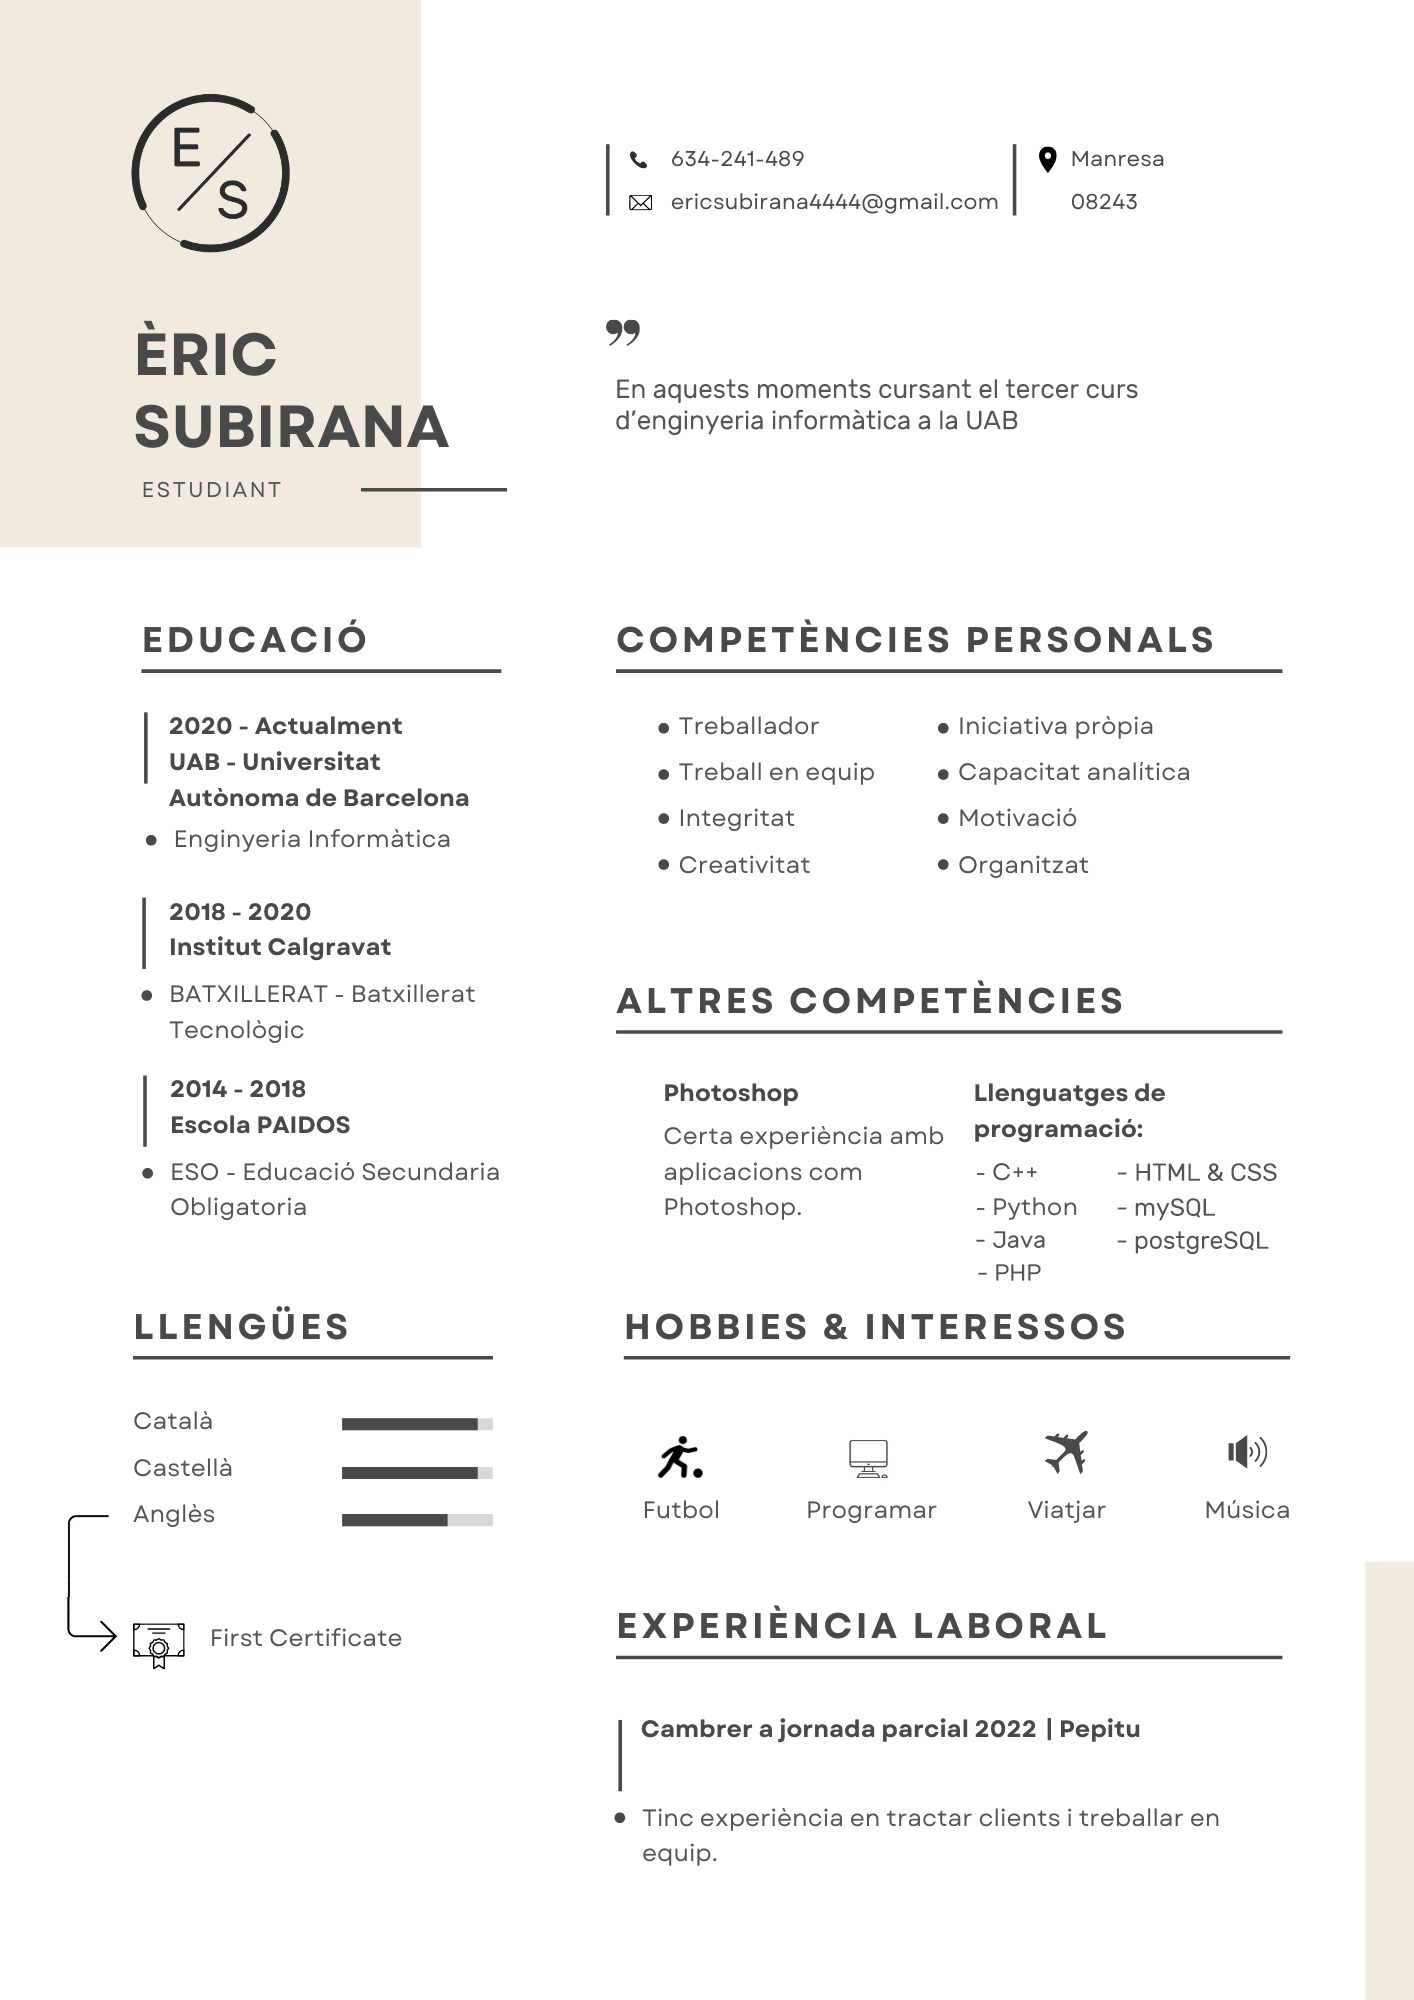 E
S
ÈRIC
SUBIRANA
ESTUDIANT
634-241-489
ericsubirana4444@gmail.com
Manresa
08243
”
En aquests moments cursant el tercer curs
d’enginyeria informàtica a la UAB
EDUCACIÓ
2020 - Actualment
UAB - Universitat
Autònoma de Barcelona
• Enginyeria Informàtica
2018 - 2020
Institut Calgravat
• BATXILLERAT - Batxillerat
Tecnològic
2014 - 2018
Escola PAIDOS
• ESO - Educació Secundaria
Obligatoria
LLENGÜES
Català
Castellà
Anglès
First Certificate
COMPETÈNCIES PERSONALS
• Treballador
• Treball en equip
• Integritat
• Creativitat
• Iniciativa pròpia
• Capacitat analítica
• Motivació
• Organitzat
ALTRES COMPETÈNCIES
Photoshop
Certa experiència amb
aplicacions com
Photoshop.
Llenguatges de
programació:
- C++
- Python
- Java
- PHP
- HTML & CSS
- mySQL
- postgreSQL
HOBBIES & INTERESSOS
Futbol
Programar
Viatjar
Música
EXPERIÈNCIA LABORAL
Cambrer a jornada parcial 2022 | Pepitu
• Tinc experiència en tractar clients i treballar en
equip.